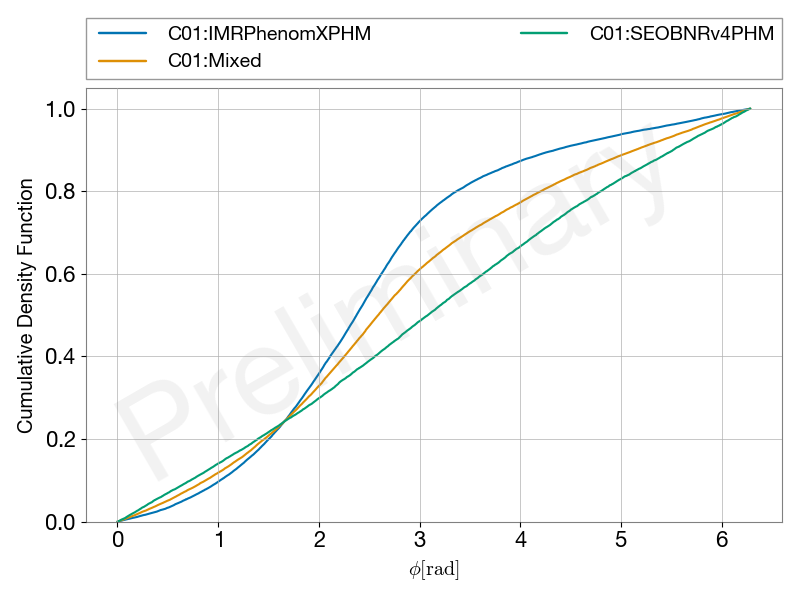 C01:IMRPhenomXPHM
C01:Mixed
C01:SEOBNRv4PHM
Cumulative Density Function
1.0
0.8
0.6
0.4
0.2
0.0
Preliminary
0 1 2 3 4 5 6
ϕ[rad]